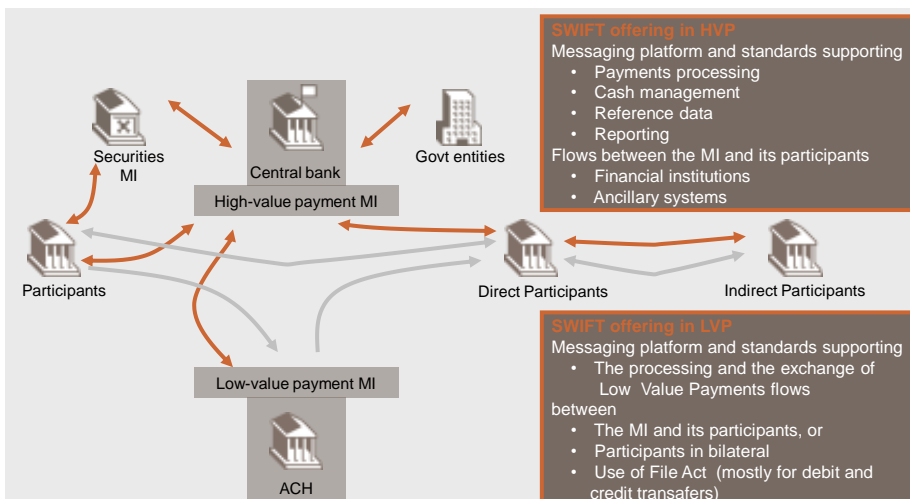 SWIFT offering in HVP
Messaging platform and standards supporting
• Payments processing
• Cash management
• Reference data
• Reporting
Flows between the MI and its participants
• Financial institutions
• Ancillary systems
Securities
MI
Central bank
Govt entities
High-value payment MI
Participants
Direct Participants
Indirect Participants
Low-value payment MI
ACH
SWIFT offering in LVP
Messaging platform and standards supporting
• The processing and the exchange of
Low Value Payments flows
between
• The MI and its participants, or
• Participants in bilateral
• Use of File Act (mostly for debit and
credit transafers)